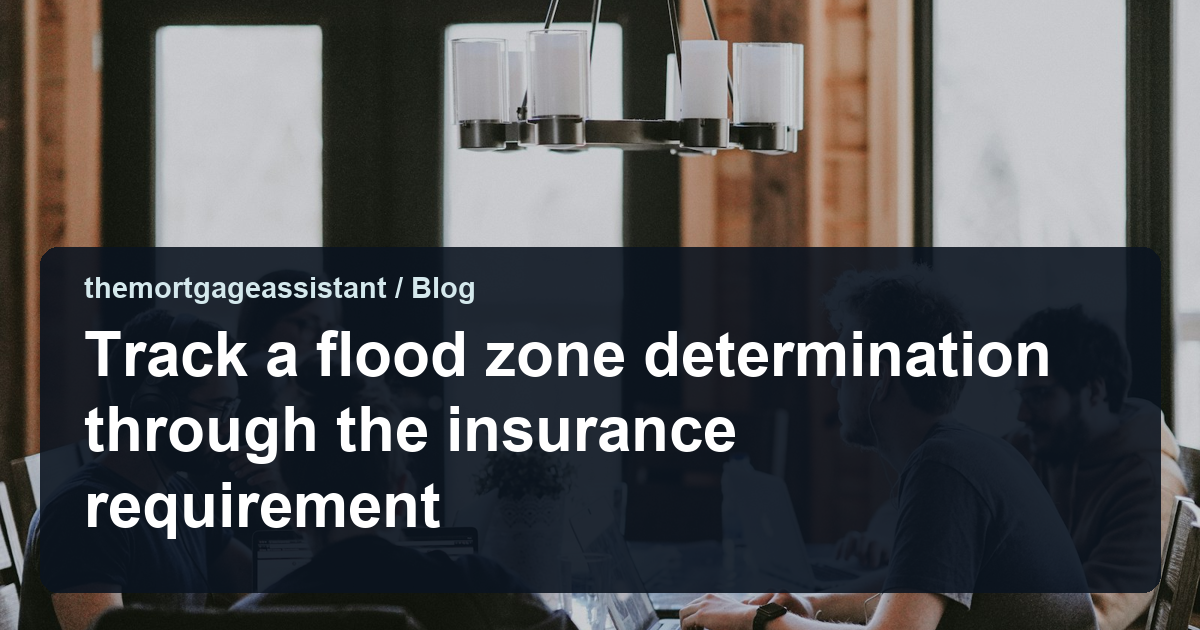 themortgageassistant / Blog
Track a flood zone determination
through the insurance
requirement